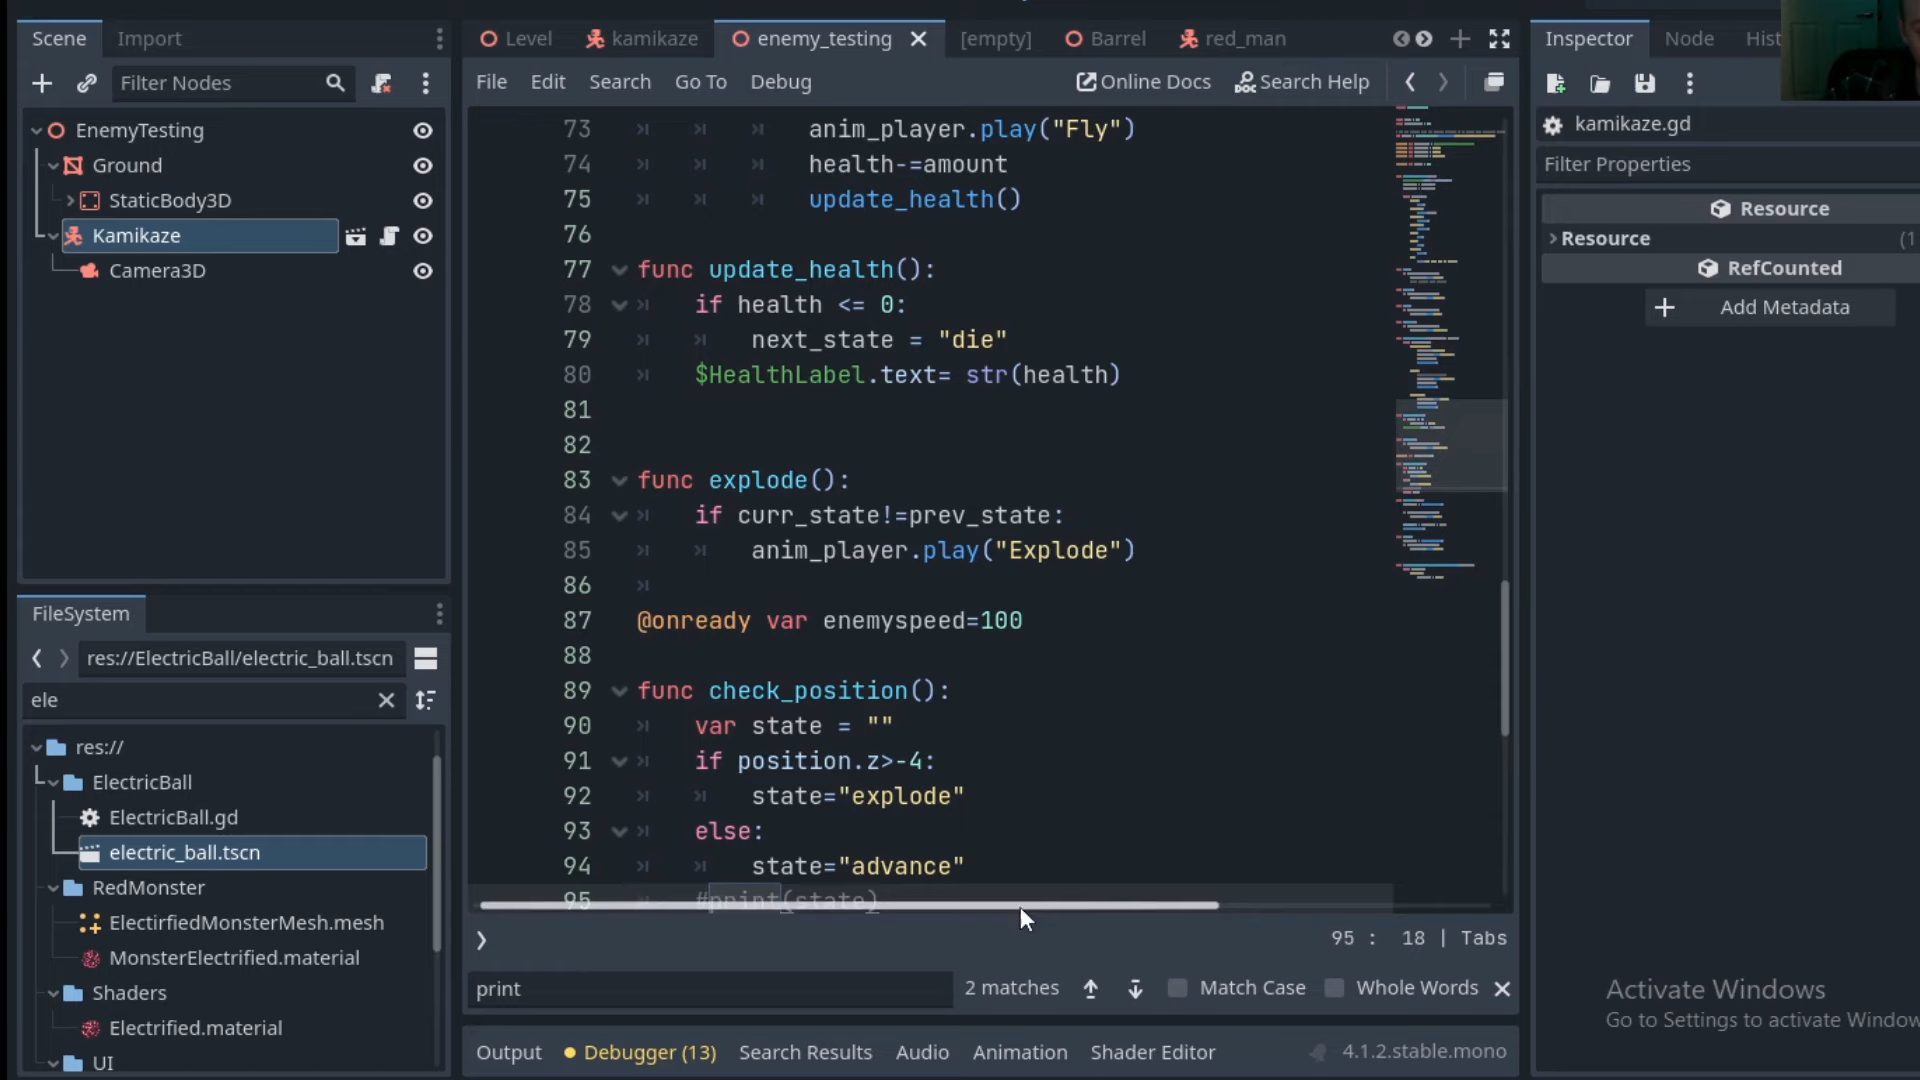 Scene
Import
Filter Nodes
EnemyTesting
Ground
StaticBody3D
Kamikaze
Camera3D
FileSystem
res://ElectricBall/electric_ball.tscn
ele
res://
ElectricBall
ElectricBall.gd
electric_ball.tscn
RedMonster
ElectirfiedMonsterMesh.mesh
MonsterElectrified.material
Shaders
Electrified.material
UI
Level
kamikaze
enemy_testing
[empty]
Barrel
red_man
File Edit Search Go To Debug
Online Docs
Search Help
73 anim_player.play("Fly")
74 health-=amount
75 update_health()
76
77 func update_health():
78 if health <= 0:
79 next_state = "die"
80 $HealthLabel.text= str(health)
81
82
83 func explode():
84 if curr_state!=prev_state:
85 anim_player.play("Explode")
86
87 @onready var enemyspeed=100
88
89 func check_position():
90 var state = ""
91 if position.z>-4:
92 state="explode"
93 else:
94 state="advance"
95 #print(state)
95 : 18 | Tabs
print
2 matches
Match Case
Whole Words
Output
Debugger (13)
Search Results
Audio
Animation
Shader Editor
4.1.2.stable.mono
Inspector
Node
Hist
kamikaze.gd
Filter Properties
Resource
Resource (1
RefCounted
Add Metadata
Activate Windows
Go to Settings to activate Window